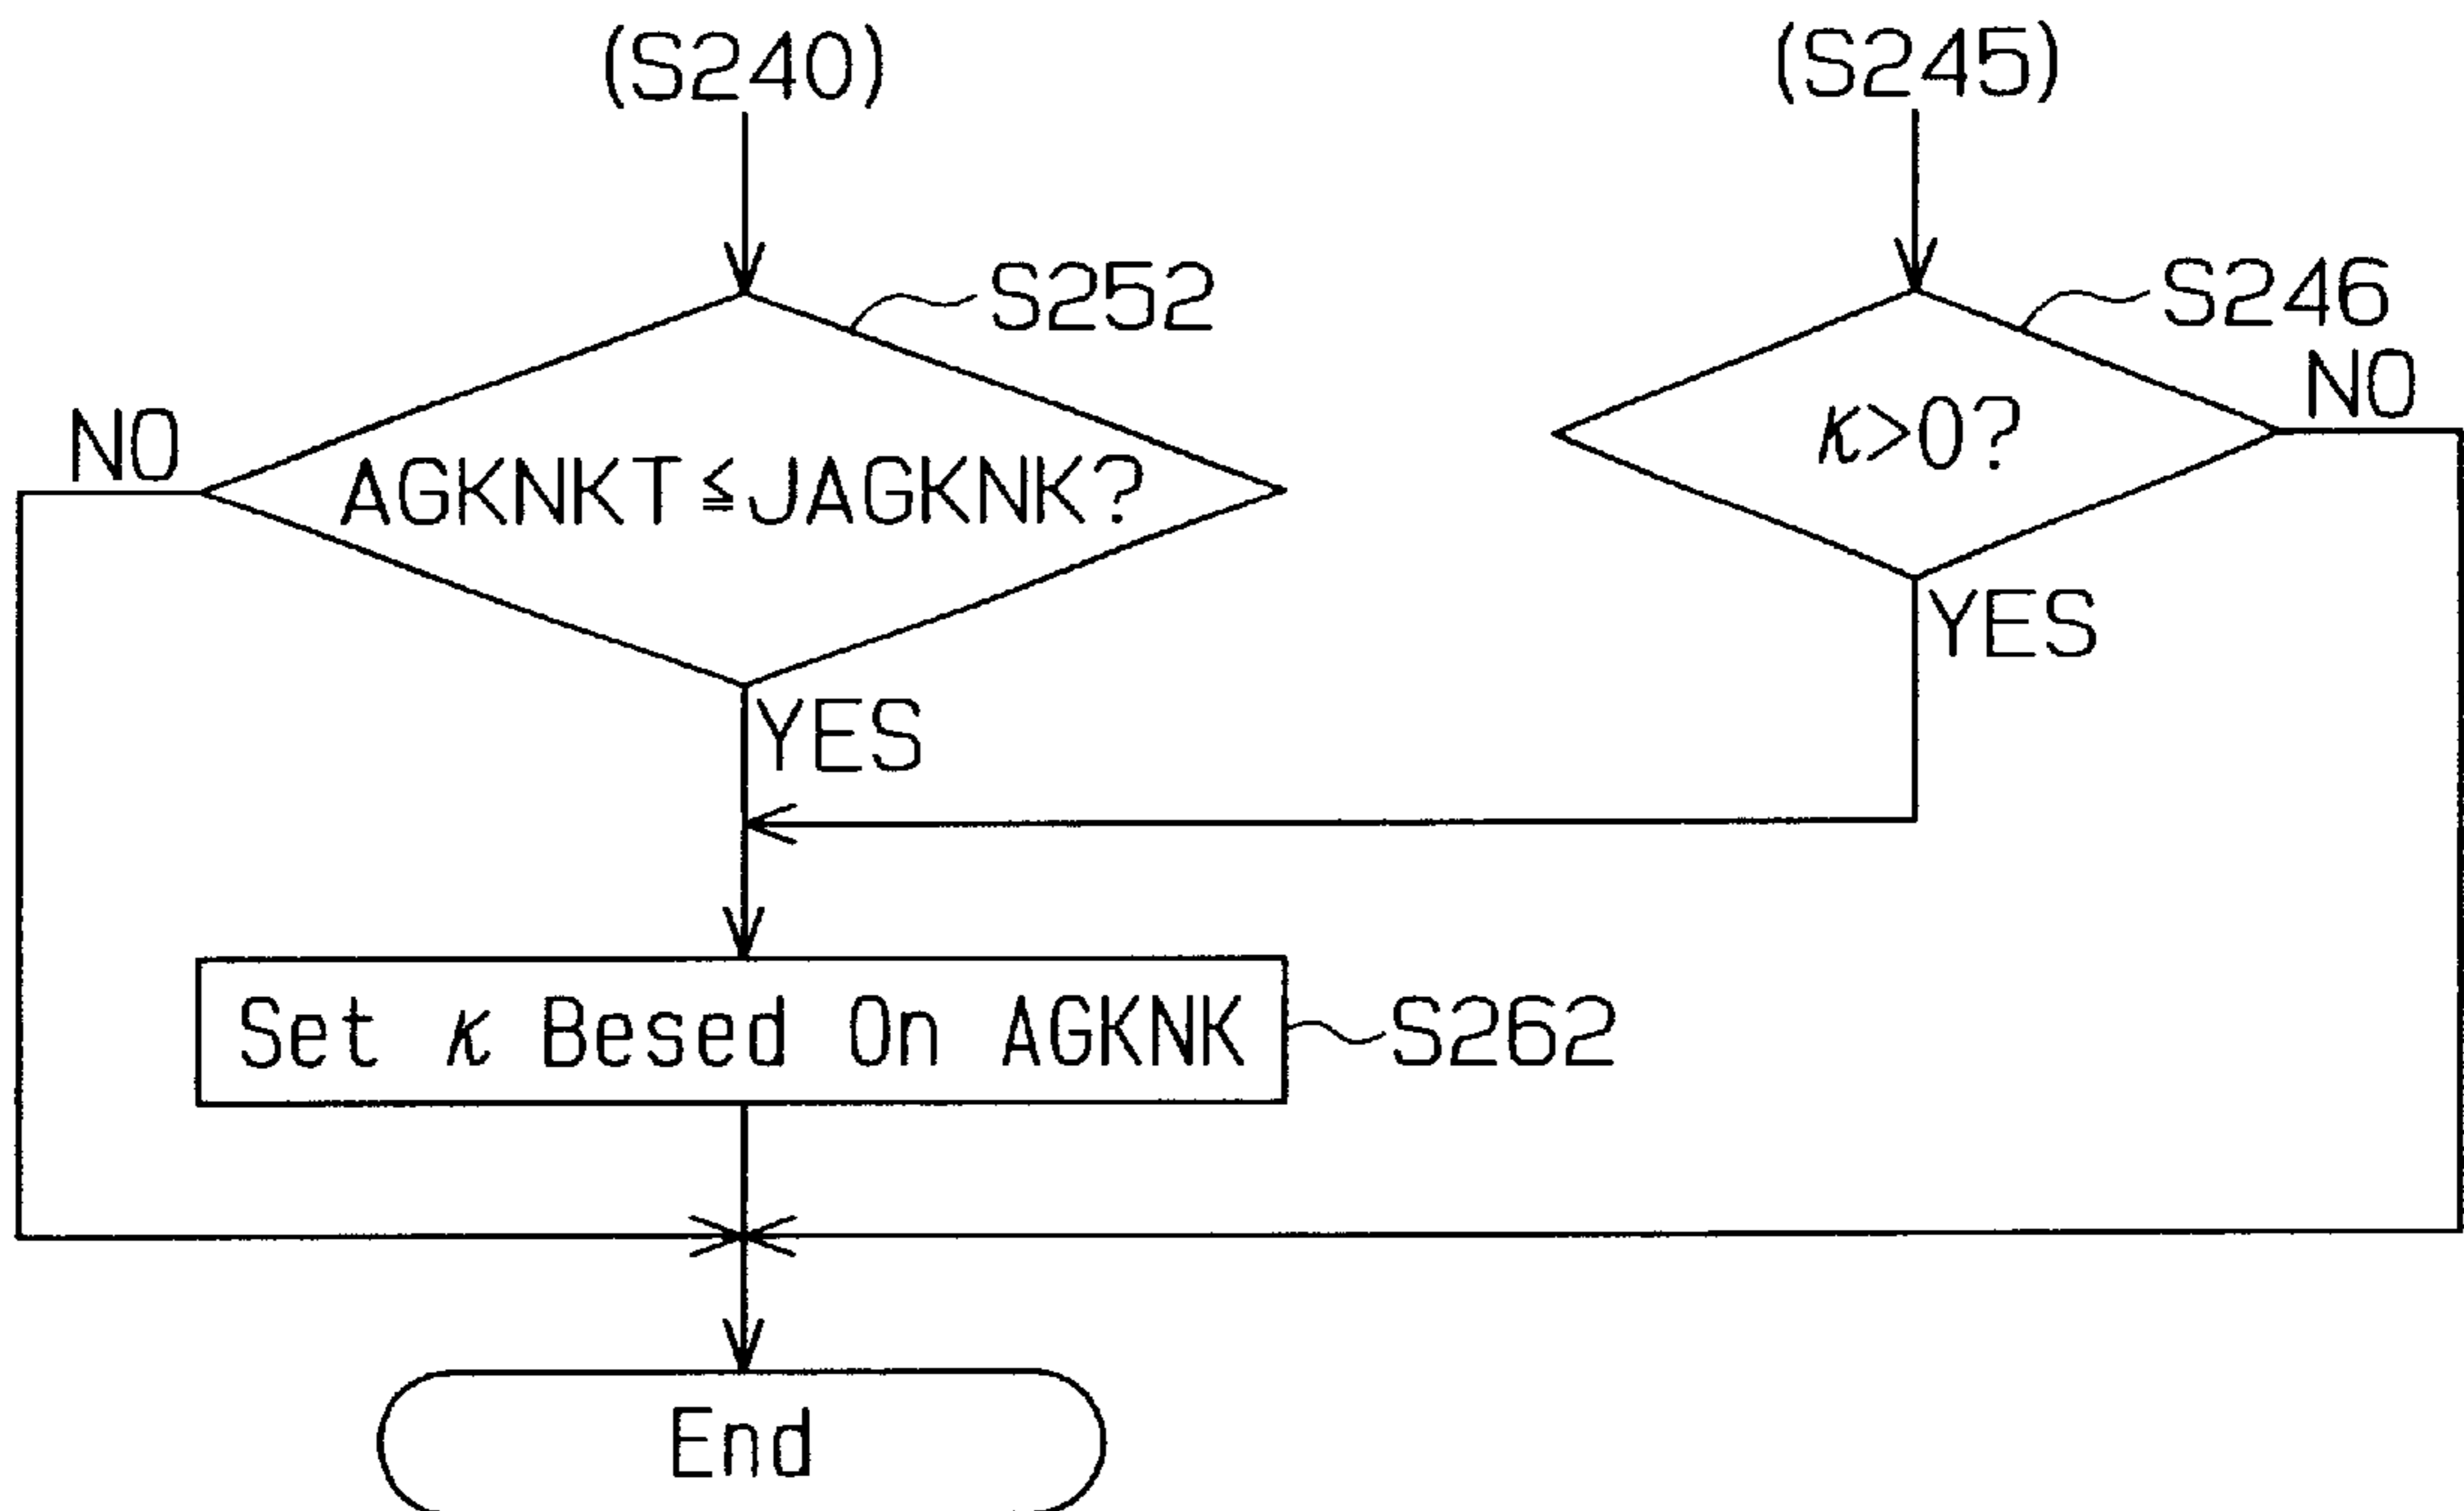 (S240)
(S245)
S252
S246
NO
NO
AGKNKT≦JAGKNK?
κ>0?
YES
YES
Set κ Besed On AGKNK
S262
End